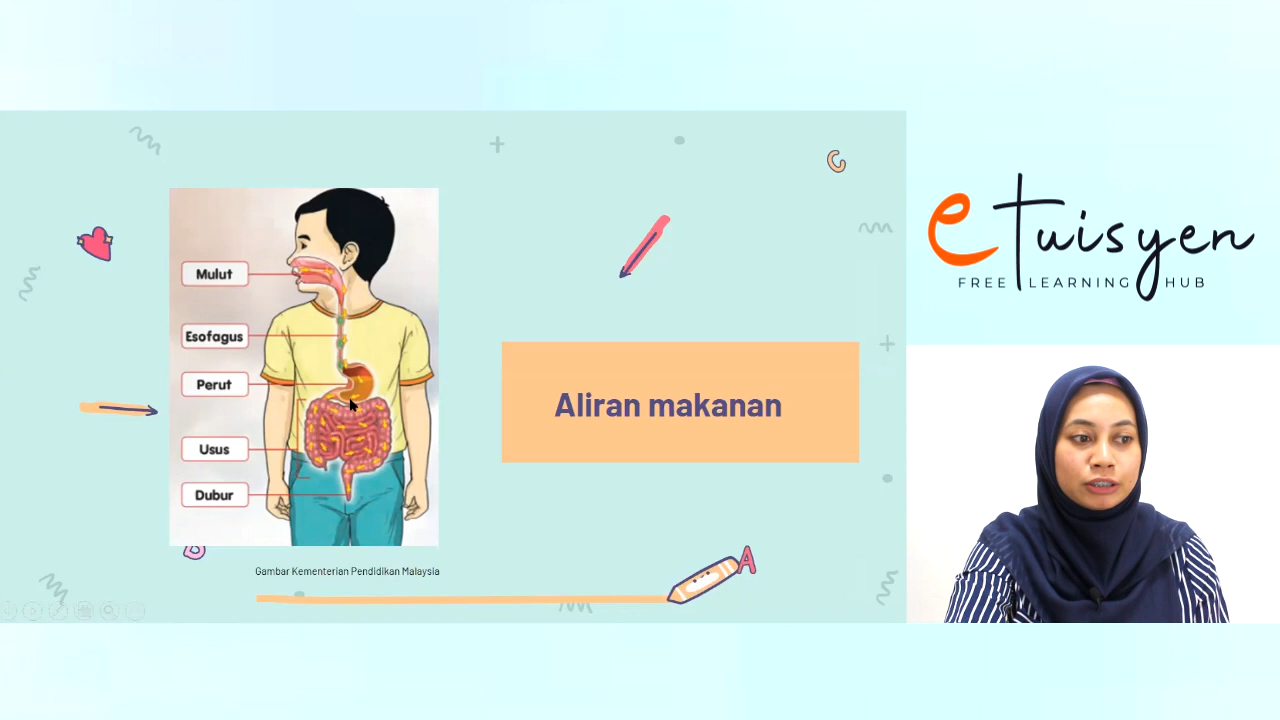 Mulut
Esofagus
Perut
Usus
Dubur
Gambar Kementerian Pendidikan Malaysia
Aliran makanan
A
eTuisyen
FREE LEARNING HUB